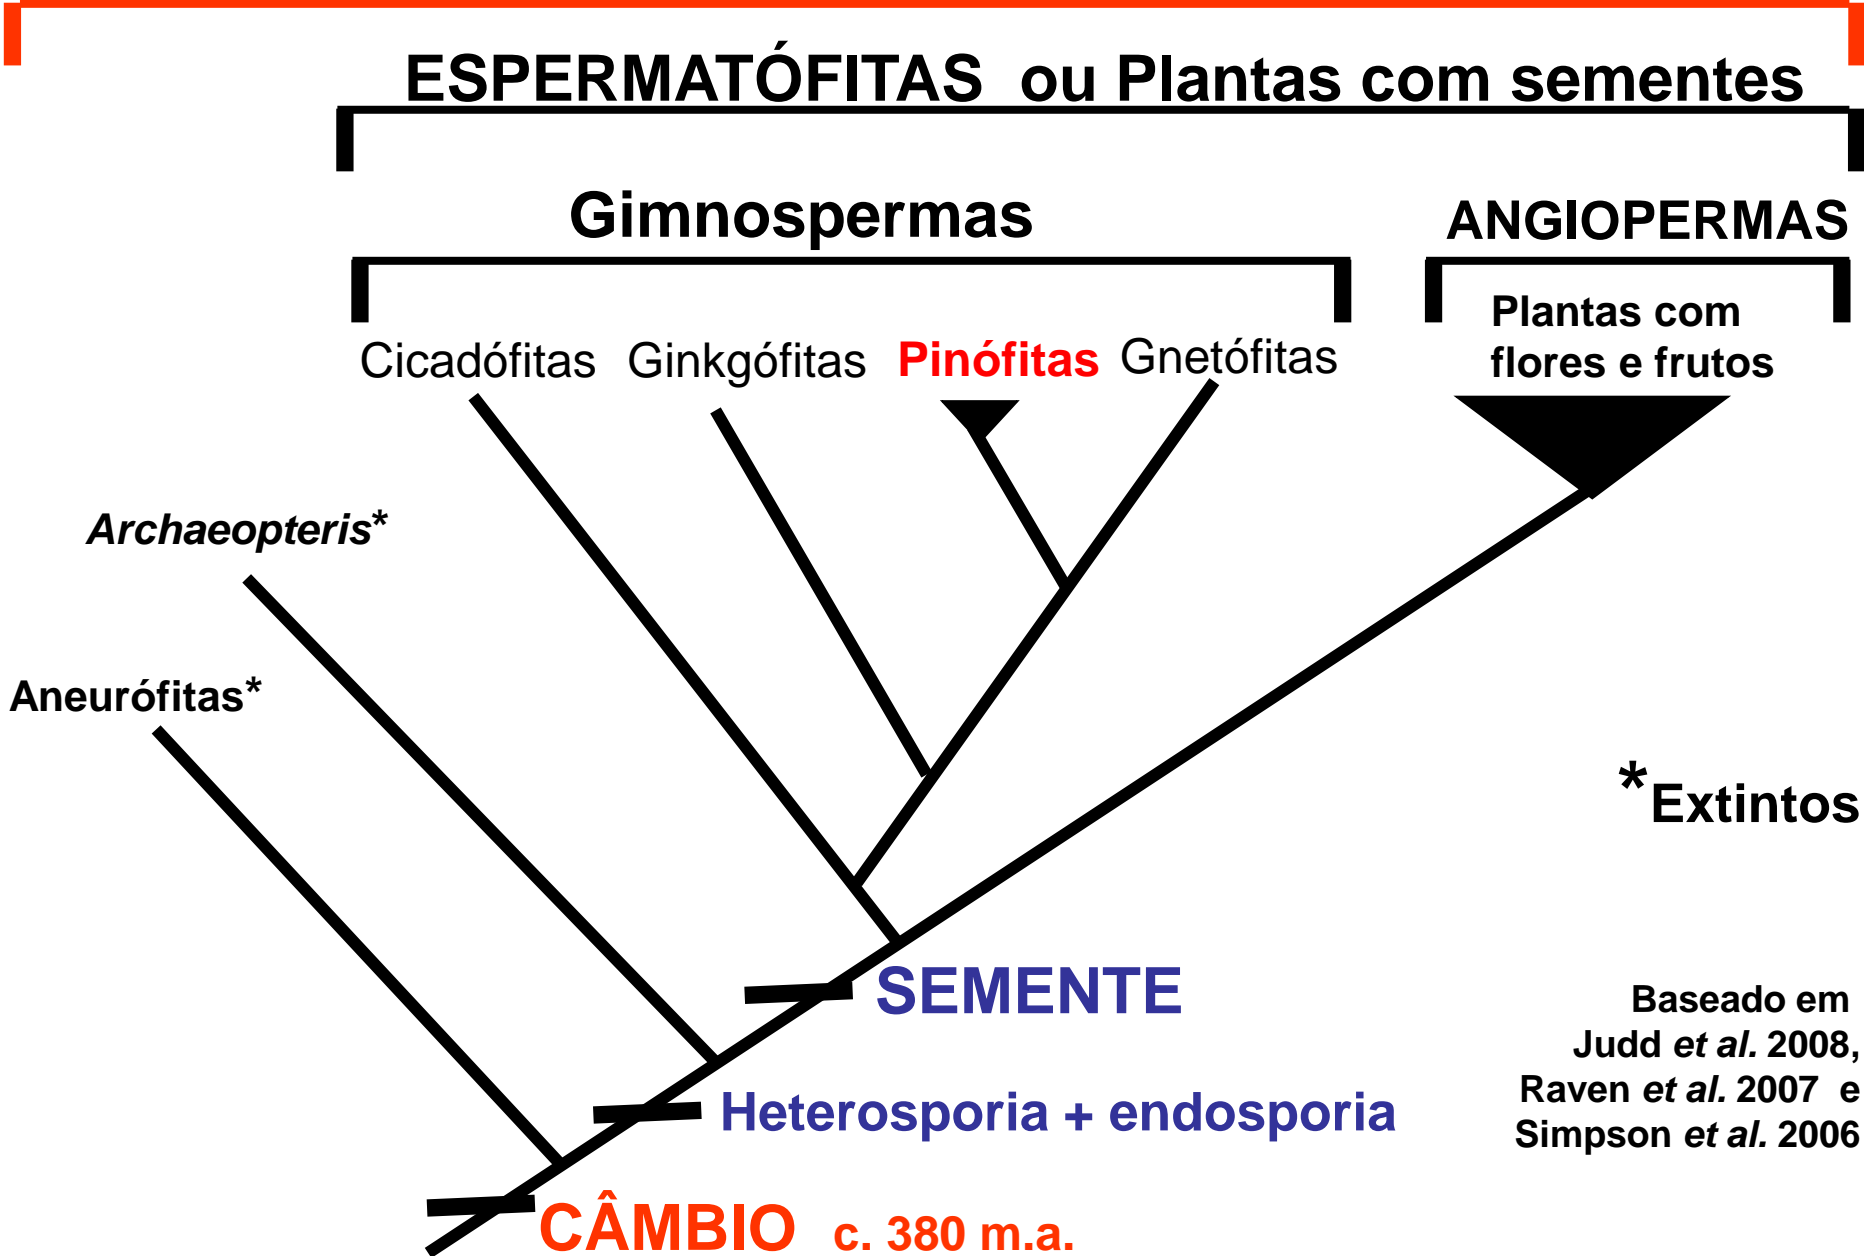 ESPERMATÓFITAS ou Plantas com sementes
Gimnospermas
ANGIOPERMAS
Plantas com
flores e frutos
Cicadófitas Ginkgófitas Pinófitas Gnetófitas
Archaeopteris*
Aneurófitas*
*Extintos
SEMENTE
Baseado em
Judd et al. 2008,
Raven et al. 2007 e
Simpson et al. 2006
Heterosporia + endosporia
CÂMBIO c. 380 m.a.